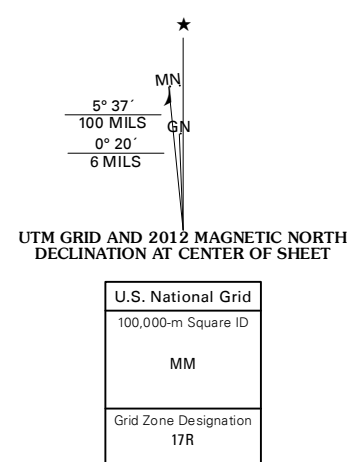 ★
MN
5° 37´
100 MILS
GN
0° 20´
6 MILS
UTM GRID AND 2012 MAGNETIC NORTH
DECLINATION AT CENTER OF SHEET
U.S. National Grid
100,000-m Square ID
MM
Grid Zone Designation
17R